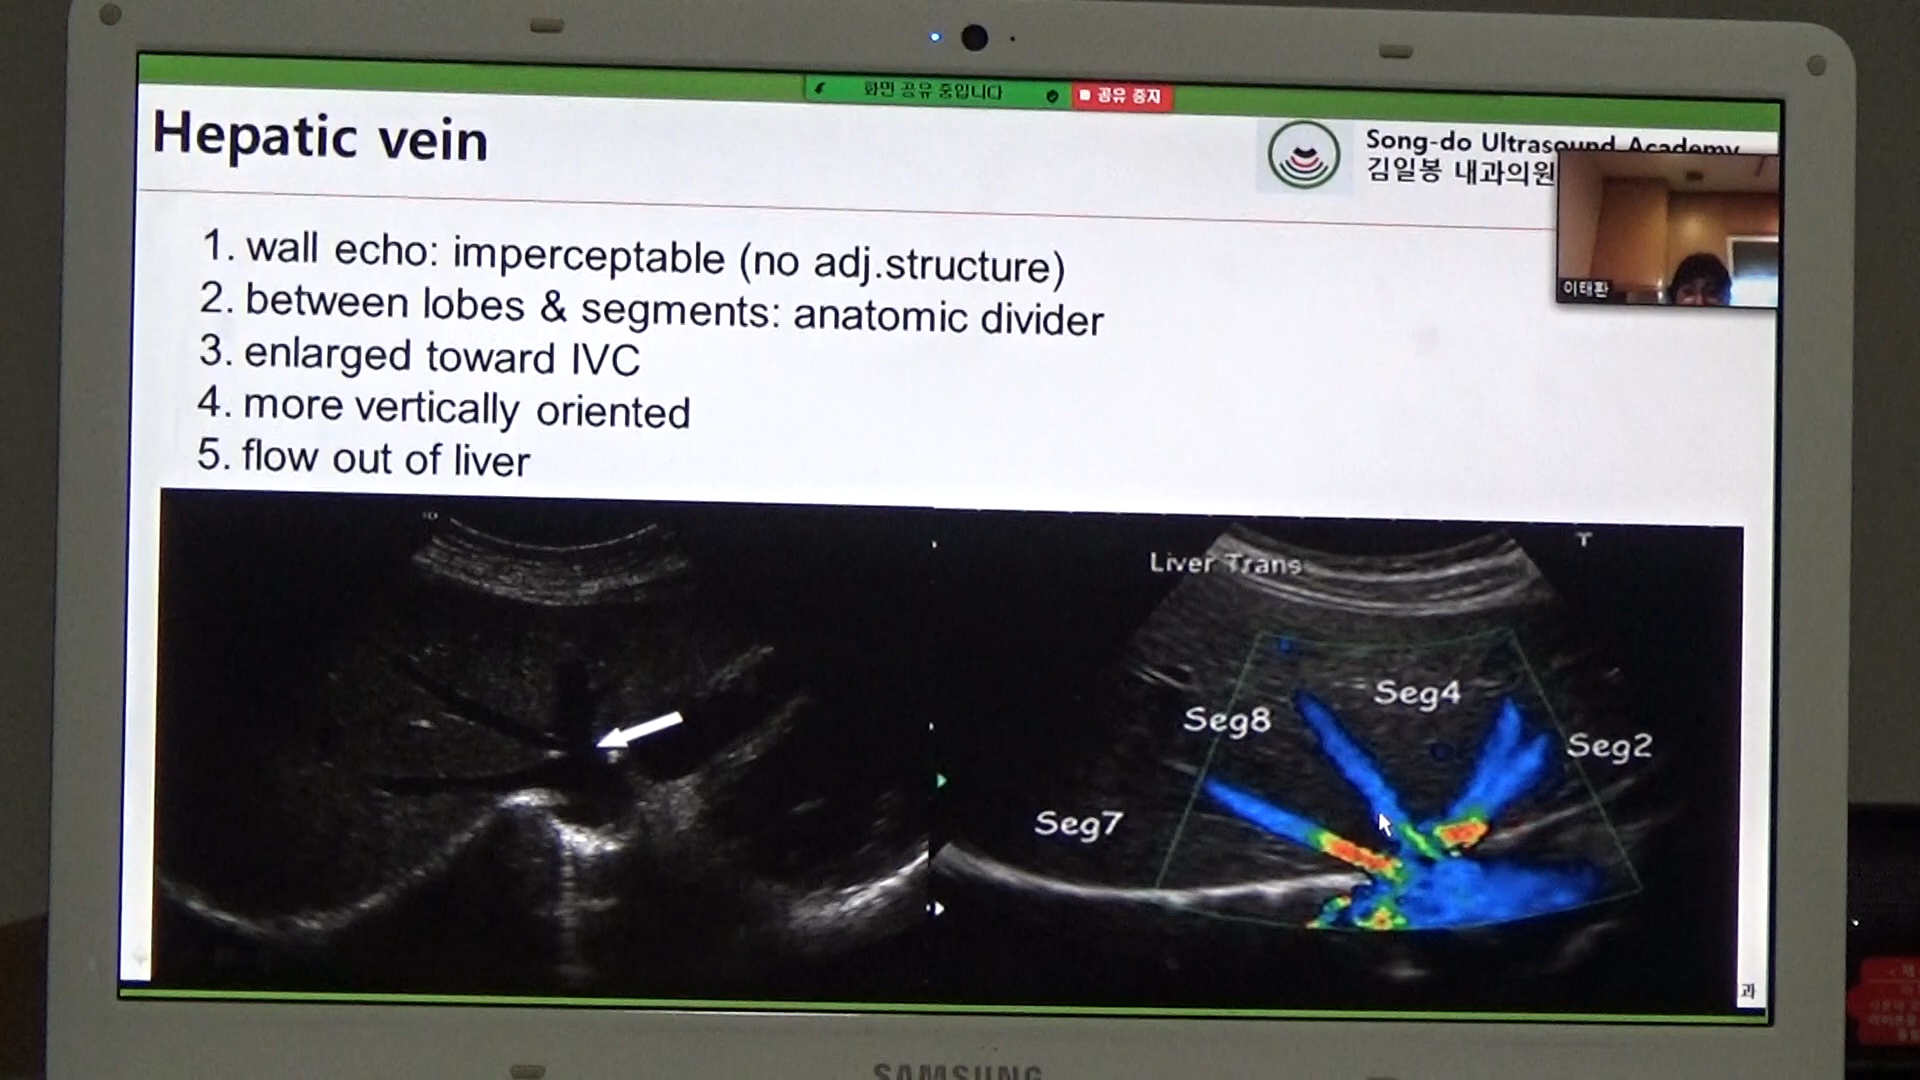 화면 공유 중입니다
공유 중지
Hepatic vein
Song-do Ultrasound Academy
김일봉 내과의원
이태환
1. wall echo: imperceptable (no adj.structure)
2. between lobes & segments: anatomic divider
3. enlarged toward IVC
4. more vertically oriented
5. flow out of liver
Liver Trans
T
Seg4
Seg8
Seg2
Seg7
과
SAMSUNG